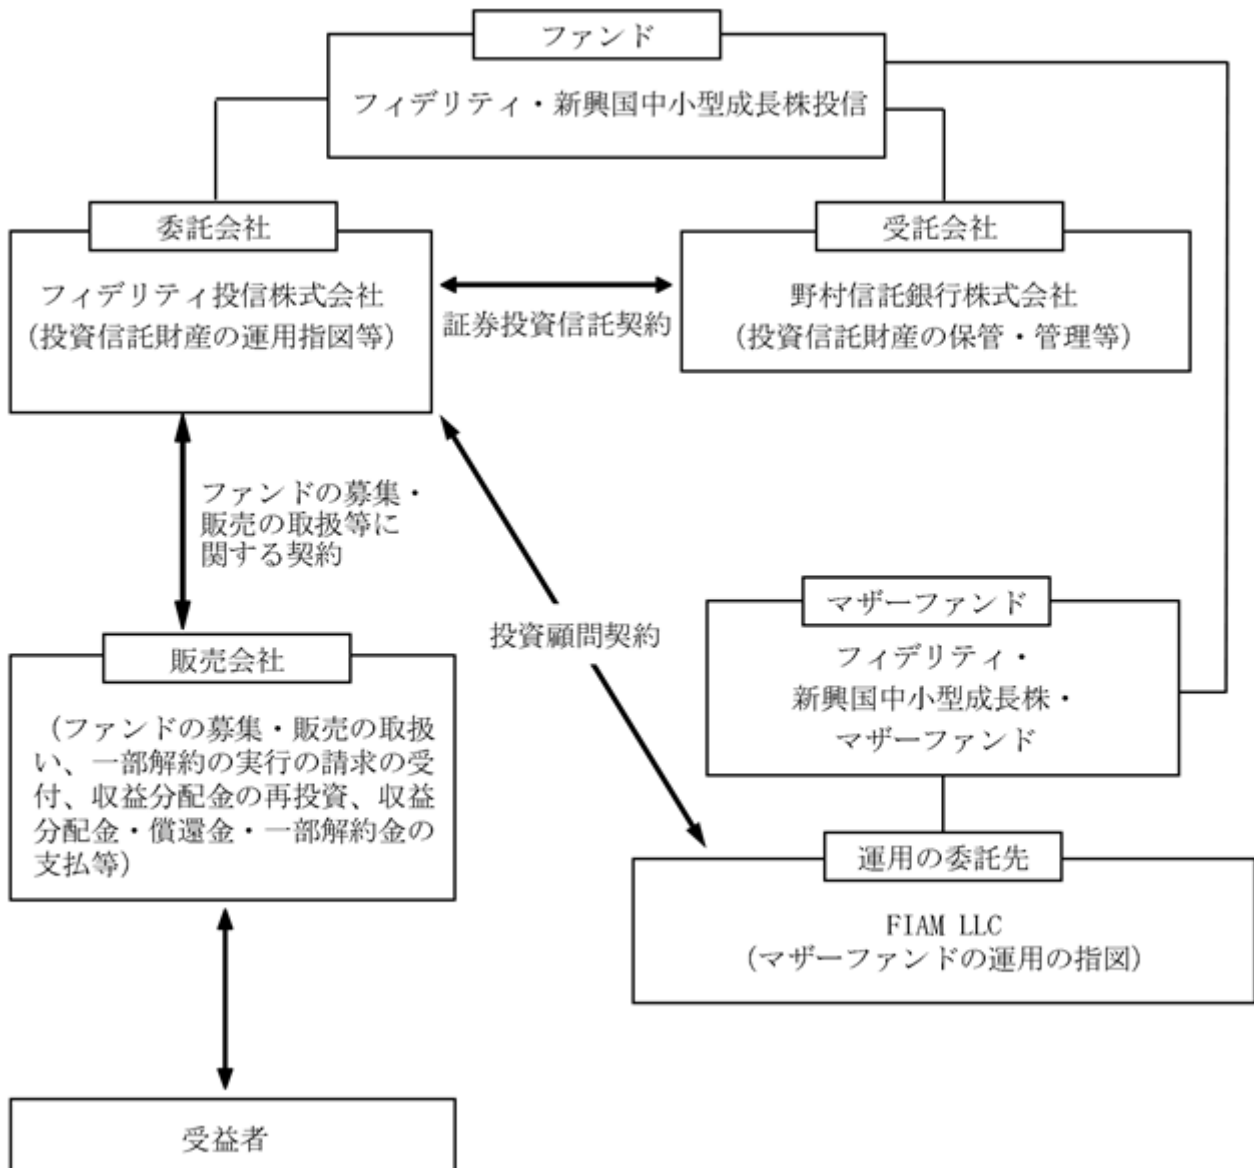 ファンド
フィデリティ・新興国中小型成長株投信
委託会社
フィデリティ投信株式会社
（投資信託財産の運用指図等）
証券投資信託契約
受託会社
野村信託銀行株式会社
（投資信託財産の保管・管理等）
ファンドの募集・
販売の取扱等に
関する契約
投資顧問契約
マザーファンド
フィデリティ・
新興国中小型成長株・
マザーファンド
販売会社
（ファンドの募集・販売の取扱
い、一部解約の実行の請求の受
付、収益分配金の再投資、収益
分配金・償還金・一部解約金の
支払等）
運用の委託先
FIAM LLC
（マザーファンドの運用の指図）
受益者